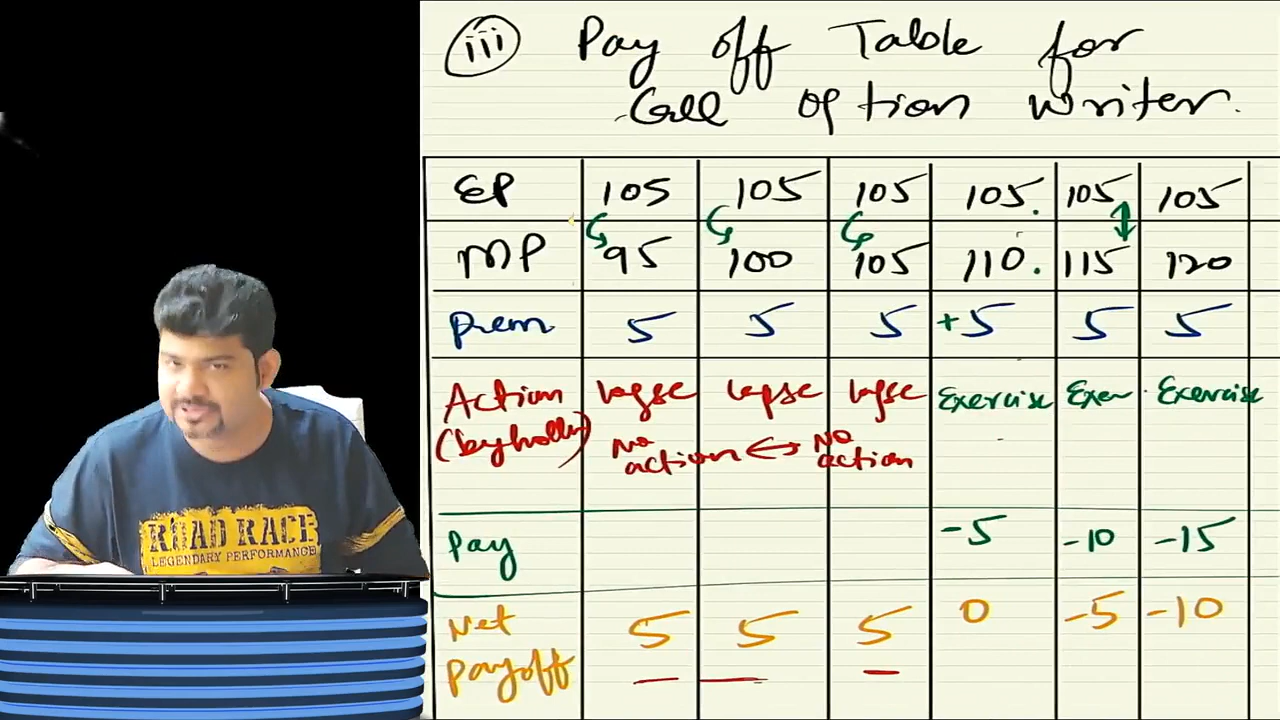 iii Pay off Table for
Call option writer.
EP 105 105 105 105. 105 105
MP 95 100 105 110. 115 120
Prem 5 5 5 +5 5 5
Action lapse lapse lapse Exercise Exer. Exercise
(by holder) No action ↔ No action
Pay -5 -10 -15
Net Payoff 5 5 5 0 -5 -10
ROAD RACE
LEGENDARY PERFORMANCE